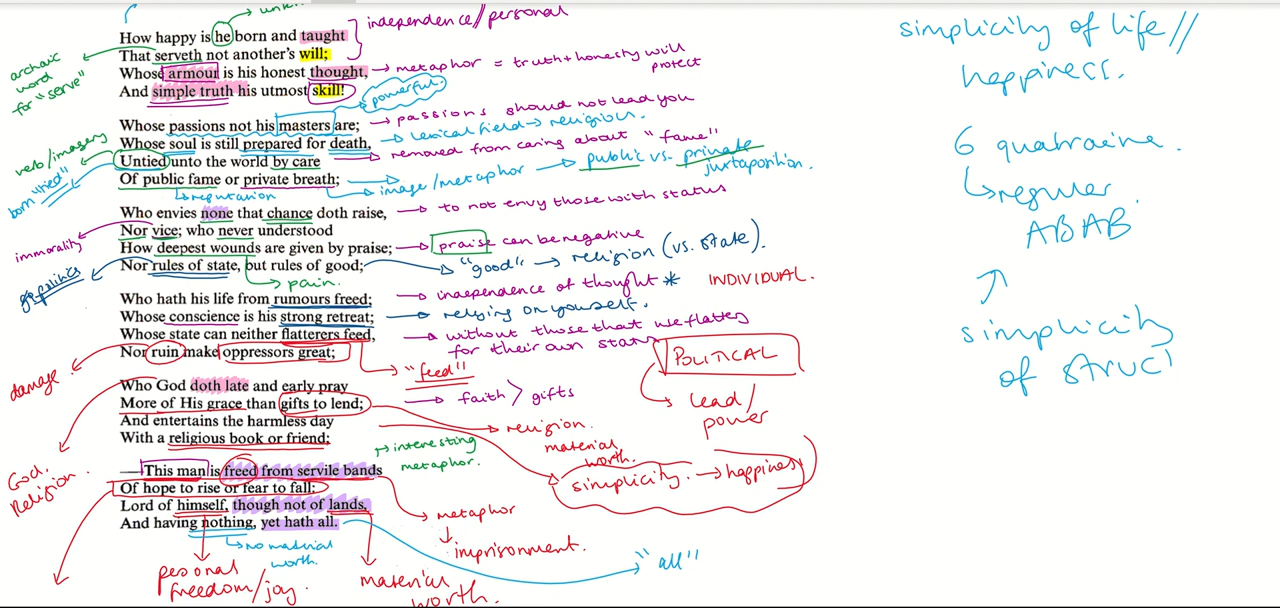 How happy is he born and taught
That serveth not another's will;
Whose armour is his honest thought,
And simple truth his utmost skill!
Whose passions not his masters are;
Whose soul is still prepared for death,
Untied unto the world by care
Of public fame or private breath;
Who envies none that chance doth raise,
Nor vice; who never understood
How deepest wounds are given by praise;
Nor rules of state, but rules of good;
Who hath his life from rumours freed;
Whose conscience is his strong retreat;
Whose state can neither flatterers feed,
Nor ruin make oppressors great;
Who God doth late and early pray
More of His grace than gifts to lend;
And entertains the harmless day
With a religious book or friend;
—This man is freed from servile bands
Of hope to rise or fear to fall:
Lord of himself, though not of lands,
And having nothing, yet hath all.
independence // personal
archaic
word
for "serve"
metaphor = truth + honesty will
protect
powerful.
passions should not lead you
lexical field → religion.
removed from caring about "fame"
verb/imagery
"tied"
born
image/metaphor → public vs. private
juxtaposition.
reputation
to not envy those with status
immorality
praise can be negative
"good" → religion (vs. state).
politics
pain.
independence of thought * INDIVIDUAL.
relying on yourself.
without those that use flattery
for their own status
POLITICAL
lead/
power
damage
"feed"
faith > gifts
religion.
material
worth.
simplicity. → happiness
God.
Religion.
interesting
metaphor.
metaphor
imprisonment.
no material
worth.
personal
freedom/joy.
material
worth.
"all"
simplicity of life //
happiness.
6 quatrains.
regular
ABAB
simplicity
of struc